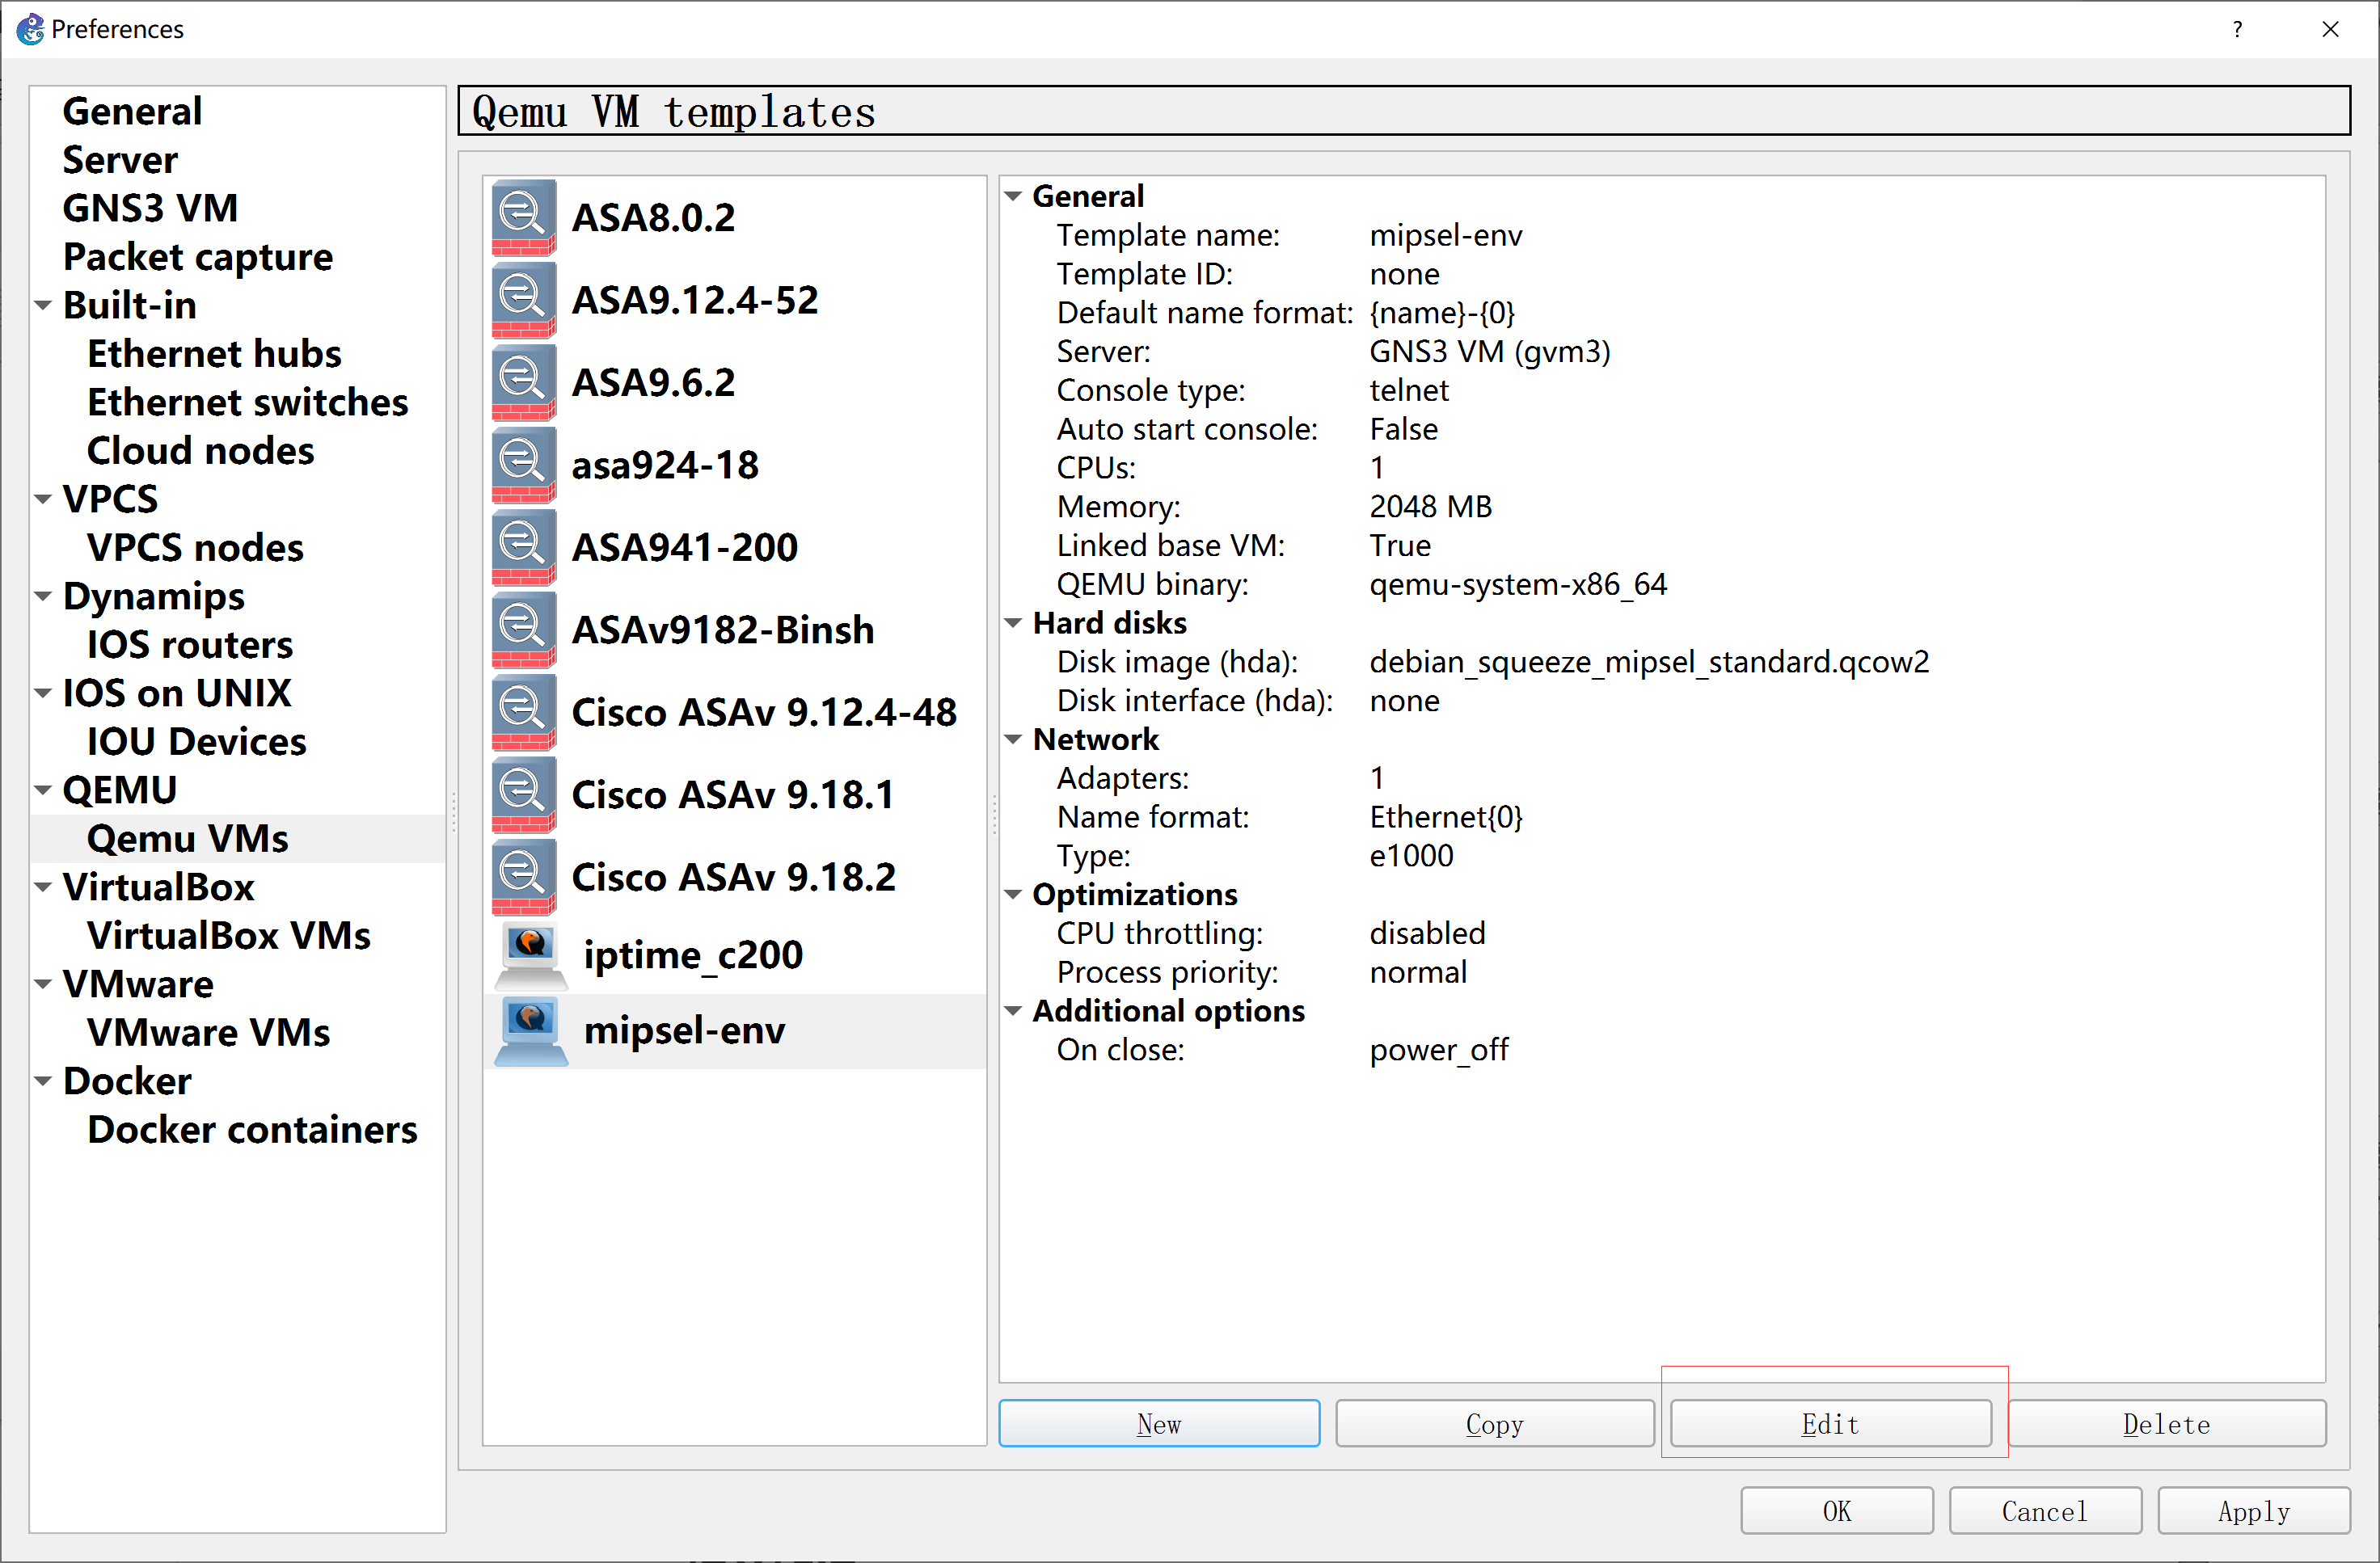 Preferences
?
General
Server
GNS3 VM
Packet capture
Built-in
Ethernet hubs
Ethernet switches
Cloud nodes
VPCS
VPCS nodes
Dynamips
IOS routers
IOS on UNIX
IOU Devices
QEMU
Qemu VMs
VirtualBox
VirtualBox VMs
VMware
VMware VMs
Docker
Docker containers
Qemu VM templates
ASA8.0.2
ASA9.12.4-52
ASA9.6.2
asa924-18
ASA941-200
ASAv9182-Binsh
Cisco ASAv 9.12.4-48
Cisco ASAv 9.18.1
Cisco ASAv 9.18.2
iptime_c200
mipsel-env
General
Template name: mipsel-env
Template ID: none
Default name format: {name}-{0}
Server: GNS3 VM (gvm3)
Console type: telnet
Auto start console: False
CPUs: 1
Memory: 2048 MB
Linked base VM: True
QEMU binary: qemu-system-x86_64
Hard disks
Disk image (hda): debian_squeeze_mipsel_standard.qcow2
Disk interface (hda): none
Network
Adapters: 1
Name format: Ethernet{0}
Type: e1000
Optimizations
CPU throttling: disabled
Process priority: normal
Additional options
On close: power_off
New Copy Edit Delete
OK Cancel Apply